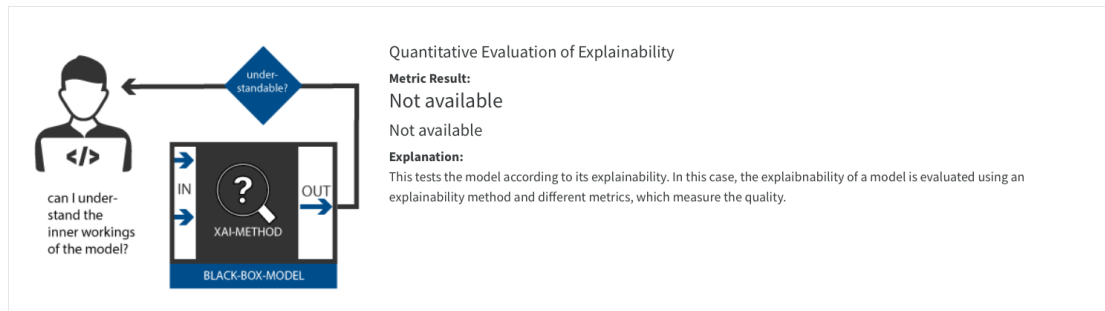 under-
standable?
</>
can I under-
stand the
inner workings
of the model?
IN
?
OUT
XAI-METHOD
BLACK-BOX-MODEL
Quantitative Evaluation of Explainability
Metric Result:
Not available
Not available
Explanation:
This tests the model according to its explainability. In this case, the explaibnability of a model is evaluated using an
explainability method and different metrics, which measure the quality.